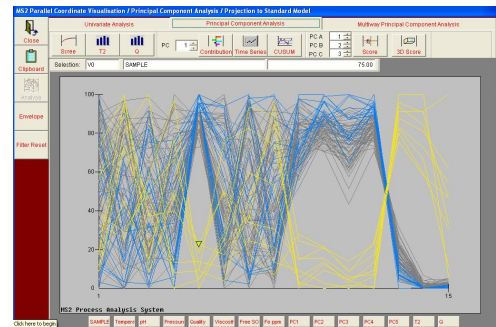 MS2 Parallel Coordinate Visualisation / Principal Component Analysis / Projection to Standard Model
Univariate Analysis
Principal Component Analysis
Multiway Principal Component Analysis
Close
Scree
T2
Q
PC 1
Contribution
Time Series
CUSUM
PC A 1
PC B 2
PC C 3
Score
3D Score
Clipboard
Selection: V0 SAMPLE 75.00
Analysis
Envelope
Filter Reset
100
80
60
40
20
0
1 15
MS2 Process Analysis System
Click here to begin
SAMPLE Tempera pH Pressure Quality Viscosit Free SO Fe ppm PC1 PC2 PC3 PC4 PC5 T2 Q